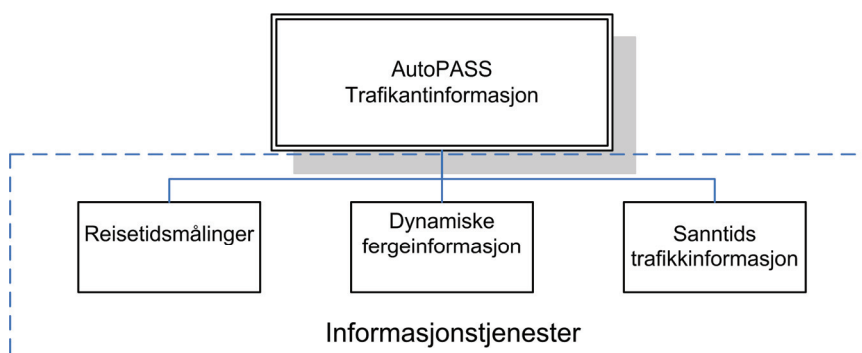 AutoPASS
Trafikantinformasjon
Reisetidsmålinger
Dynamiske
fergeinformasjon
Sanntids
trafikkinformasjon
Informasjonstjenester